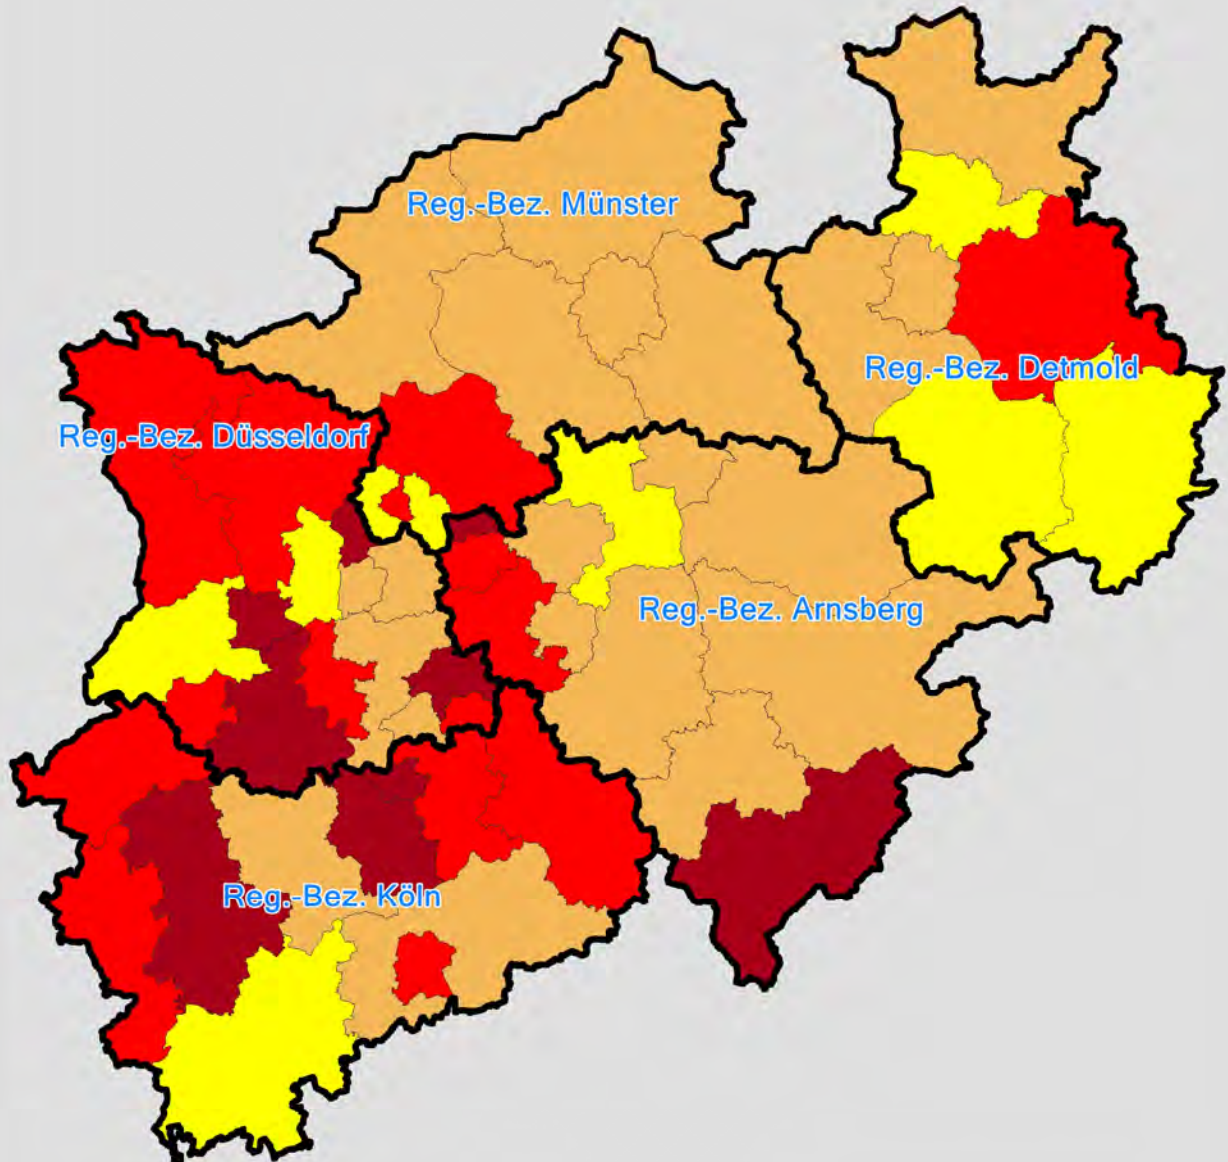 Reg.-Bez. Münster
Reg.-Bez. Detmold
Reg.-Bez. Düsseldorf
Reg.-Bez. Arnsberg
Reg.-Bez. Köln